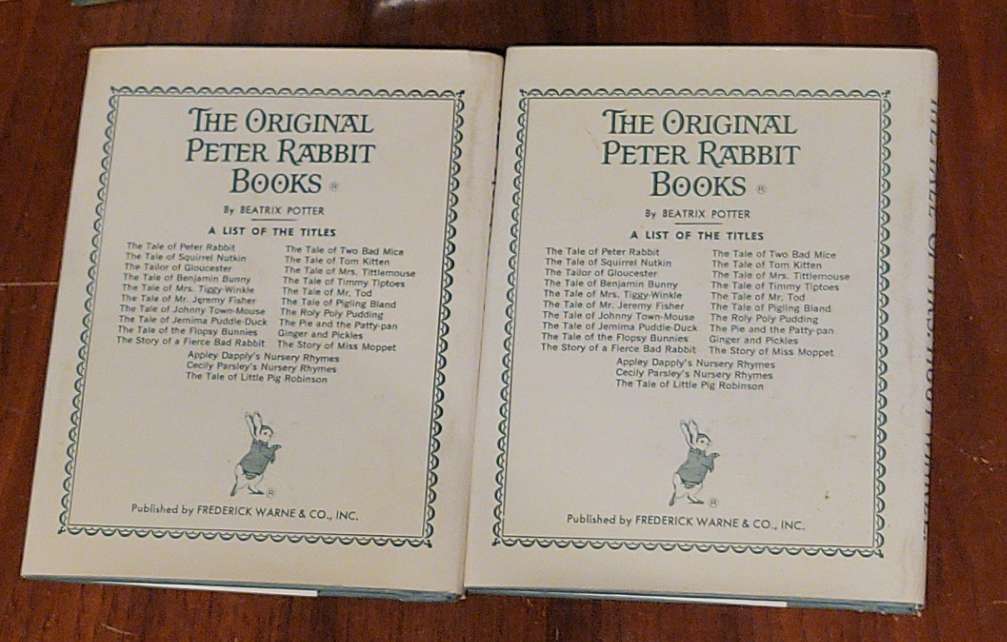 THE ORIGINAL
PETER RABBIT
BOOKS ®
By BEATRIX POTTER
A LIST OF THE TITLES
The Tale of Peter Rabbit
The Tale of Squirrel Nutkin
The Tailor of Gloucester
The Tale of Benjamin Bunny
The Tale of Mrs. Tiggy-Winkle
The Tale of Mr. Jeremy Fisher
The Tale of Johnny Town-Mouse
The Tale of Jemima Puddle-Duck
The Tale of the Flopsy Bunnies
The Story of a Fierce Bad Rabbit
The Tale of Two Bad Mice
The Tale of Tom Kitten
The Tale of Mrs. Tittlemouse
The Tale of Timmy Tiptoes
The Tale of Mr. Tod
The Tale of Pigling Bland
The Roly Poly Pudding
The Pie and the Patty-pan
Ginger and Pickles
The Story of Miss Moppet
Appley Dapply's Nursery Rhymes
Cecily Parsley's Nursery Rhymes
The Tale of Little Pig Robinson
®
Published by FREDERICK WARNE & CO., INC.
THE ORIGINAL
PETER RABBIT
BOOKS ®
By BEATRIX POTTER
A LIST OF THE TITLES
The Tale of Peter Rabbit
The Tale of Squirrel Nutkin
The Tailor of Gloucester
The Tale of Benjamin Bunny
The Tale of Mrs. Tiggy-Winkle
The Tale of Mr. Jeremy Fisher
The Tale of Johnny Town-Mouse
The Tale of Jemima Puddle-Duck
The Tale of the Flopsy Bunnies
The Story of a Fierce Bad Rabbit
The Tale of Two Bad Mice
The Tale of Tom Kitten
The Tale of Mrs. Tittlemouse
The Tale of Timmy Tiptoes
The Tale of Mr. Tod
The Tale of Pigling Bland
The Roly Poly Pudding
The Pie and the Patty-pan
Ginger and Pickles
The Story of Miss Moppet
Appley Dapply's Nursery Rhymes
Cecily Parsley's Nursery Rhymes
The Tale of Little Pig Robinson
®
Published by FREDERICK WARNE & CO., INC.